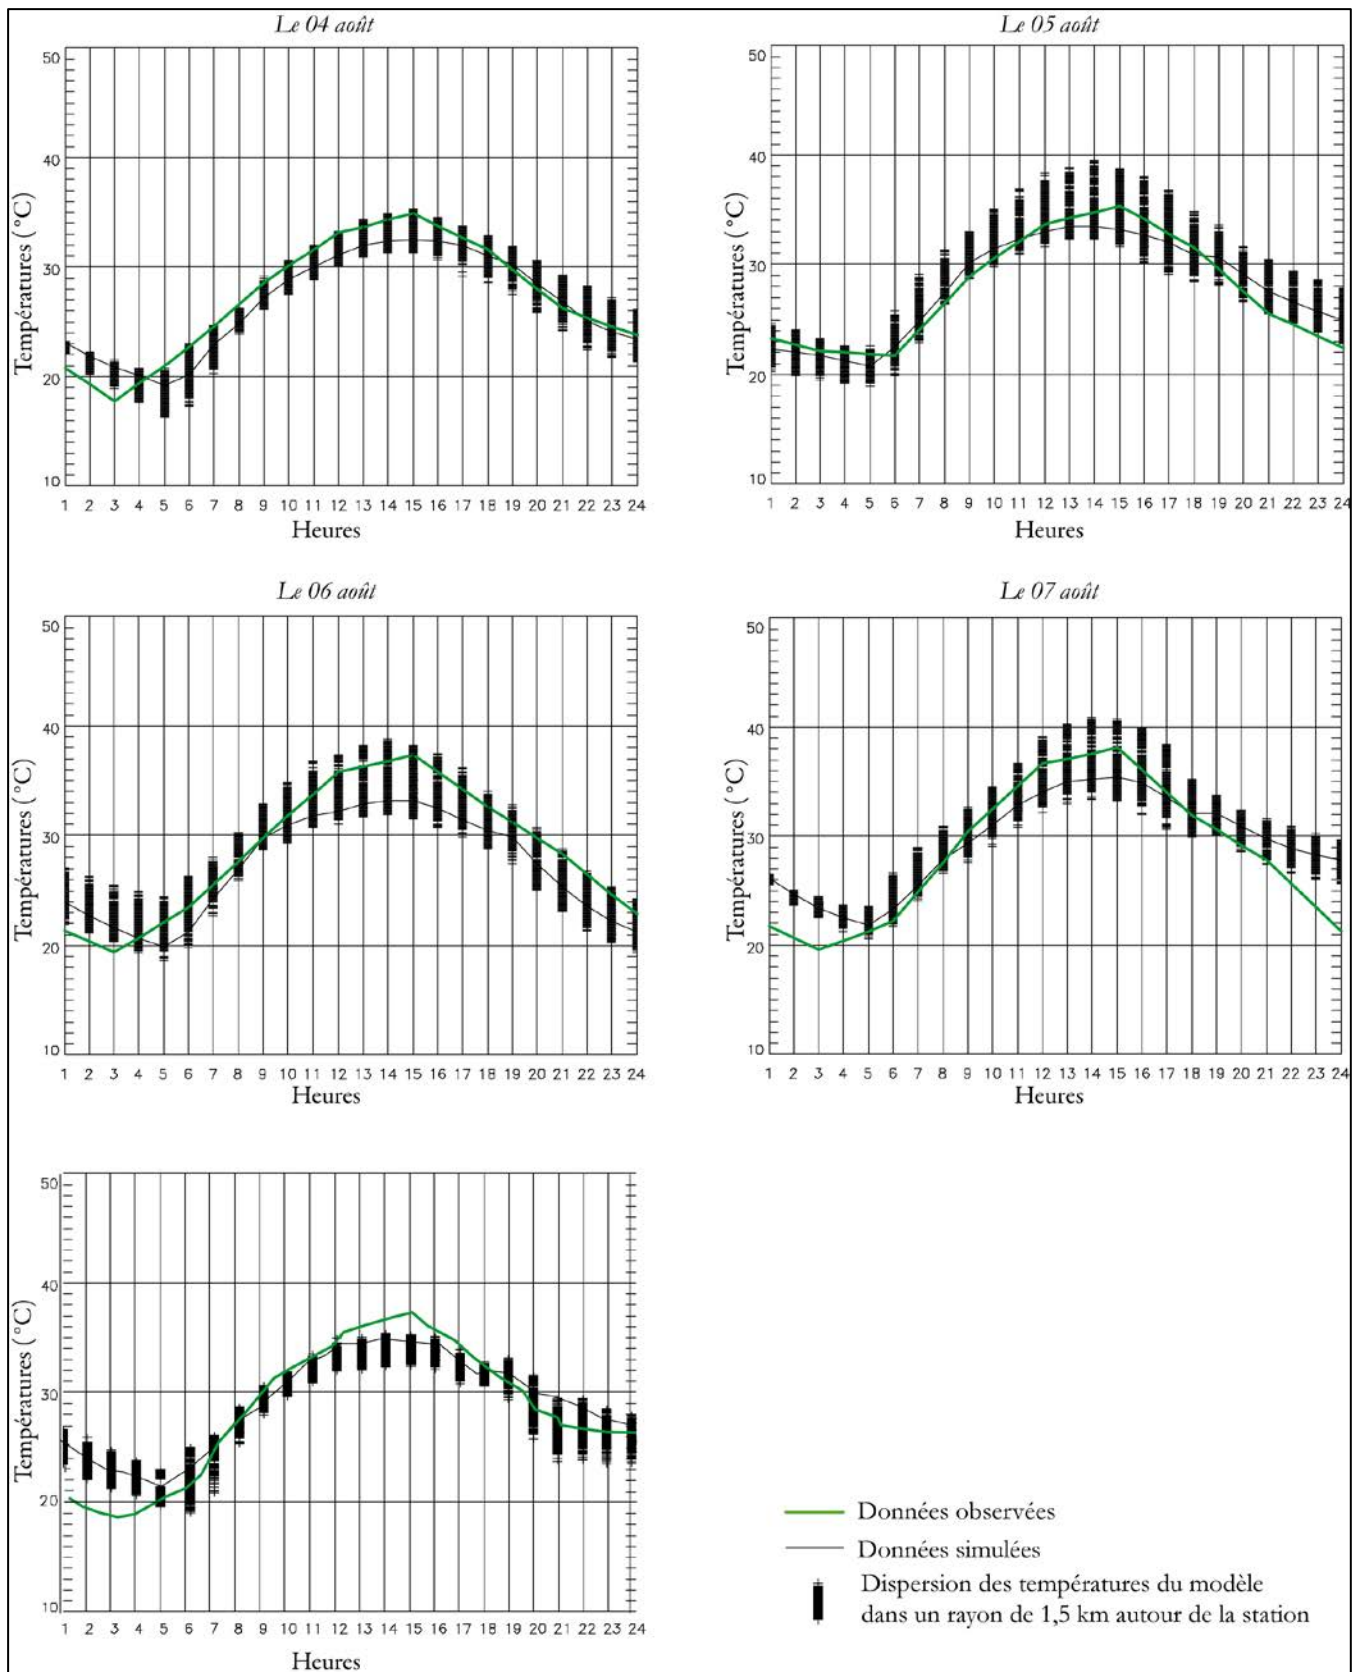 Le 04 août
50
40
30
20
10
Températures (°C)
1 2 3 4 5 6 7 8 9 10 11 12 13 14 15 16 17 18 19 20 21 22 23 24
Heures
Le 05 août
50
40
30
20
10
Températures (°C)
1 2 3 4 5 6 7 8 9 10 11 12 13 14 15 16 17 18 19 20 21 22 23 24
Heures
Le 06 août
50
40
30
20
10
Températures (°C)
1 2 3 4 5 6 7 8 9 10 11 12 13 14 15 16 17 18 19 20 21 22 23 24
Heures
Le 07 août
50
40
30
20
10
Températures (°C)
1 2 3 4 5 6 7 8 9 10 11 12 13 14 15 16 17 18 19 20 21 22 23 24
Heures
50
40
30
20
10
Températures (°C)
1 2 3 4 5 6 7 8 9 10 11 12 13 14 15 16 17 18 19 20 21 22 23 24
Heures
Données observées
Données simulées
Dispersion des températures du modèle
dans un rayon de 1,5 km autour de la station